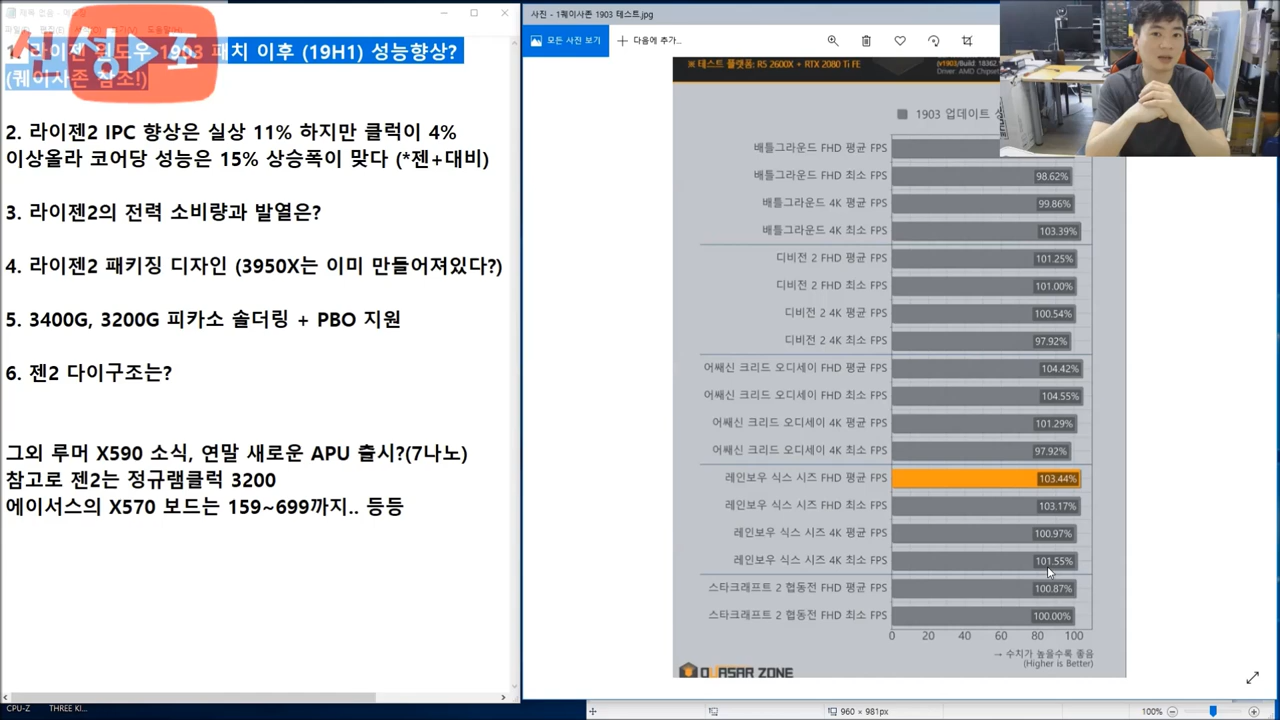 1. 라이젠 윈도우 1903 패치 이후 (19H1) 성능향상?
(퀘이사존 참조!)
신성조
2. 라이젠2 IPC 향상은 실상 11% 하지만 클럭이 4%
이상올라 코어당 성능은 15% 상승폭이 맞다 (*젠+대비)
3. 라이젠2의 전력 소비량과 발열은?
4. 라이젠2 패키징 디자인 (3950X는 이미 만들어져있다?)
5. 3400G, 3200G 피카소 솔더링 + PBO 지원
6. 젠2 다이구조는?
그외 루머 X590 소식, 연말 새로운 APU 출시?(7나노)
참고로 젠2는 정규램클럭 3200
에이서스의 X570 보드는 159~699까지.. 등등
CPU-Z
THREE KI...
사진 - 1퀘이사존 1903 테스트.jpg
모든 사진 보기
다음에 추가...
※ 테스트 플랫폼: R5 2600X + RTX 2080 Ti FE
(v1903/Build: 18362.
Driver: AMD Chipset
1903 업데이트
배틀그라운드 FHD 평균 FPS
배틀그라운드 FHD 최소 FPS 98.62%
배틀그라운드 4K 평균 FPS 99.86%
배틀그라운드 4K 최소 FPS 103.39%
디비전 2 FHD 평균 FPS 101.25%
디비전 2 FHD 최소 FPS 101.00%
디비전 2 4K 평균 FPS 100.54%
디비전 2 4K 최소 FPS 97.92%
어쌔신 크리드 오디세이 FHD 평균 FPS 104.42%
어쌔신 크리드 오디세이 FHD 최소 FPS 104.55%
어쌔신 크리드 오디세이 4K 평균 FPS 101.29%
어쌔신 크리드 오디세이 4K 최소 FPS 97.92%
레인보우 식스 시즈 FHD 평균 FPS 103.44%
레인보우 식스 시즈 FHD 최소 FPS 103.17%
레인보우 식스 시즈 4K 평균 FPS 100.97%
레인보우 식스 시즈 4K 최소 FPS 101.55%
스타크래프트 2 협동전 FHD 평균 FPS 100.87%
스타크래프트 2 협동전 FHD 최소 FPS 100.00%
0 20 40 60 80 100
→ 수치가 높을수록 좋음
(Higher is Better)
QUASAR ZONE
960 x 981px
100%